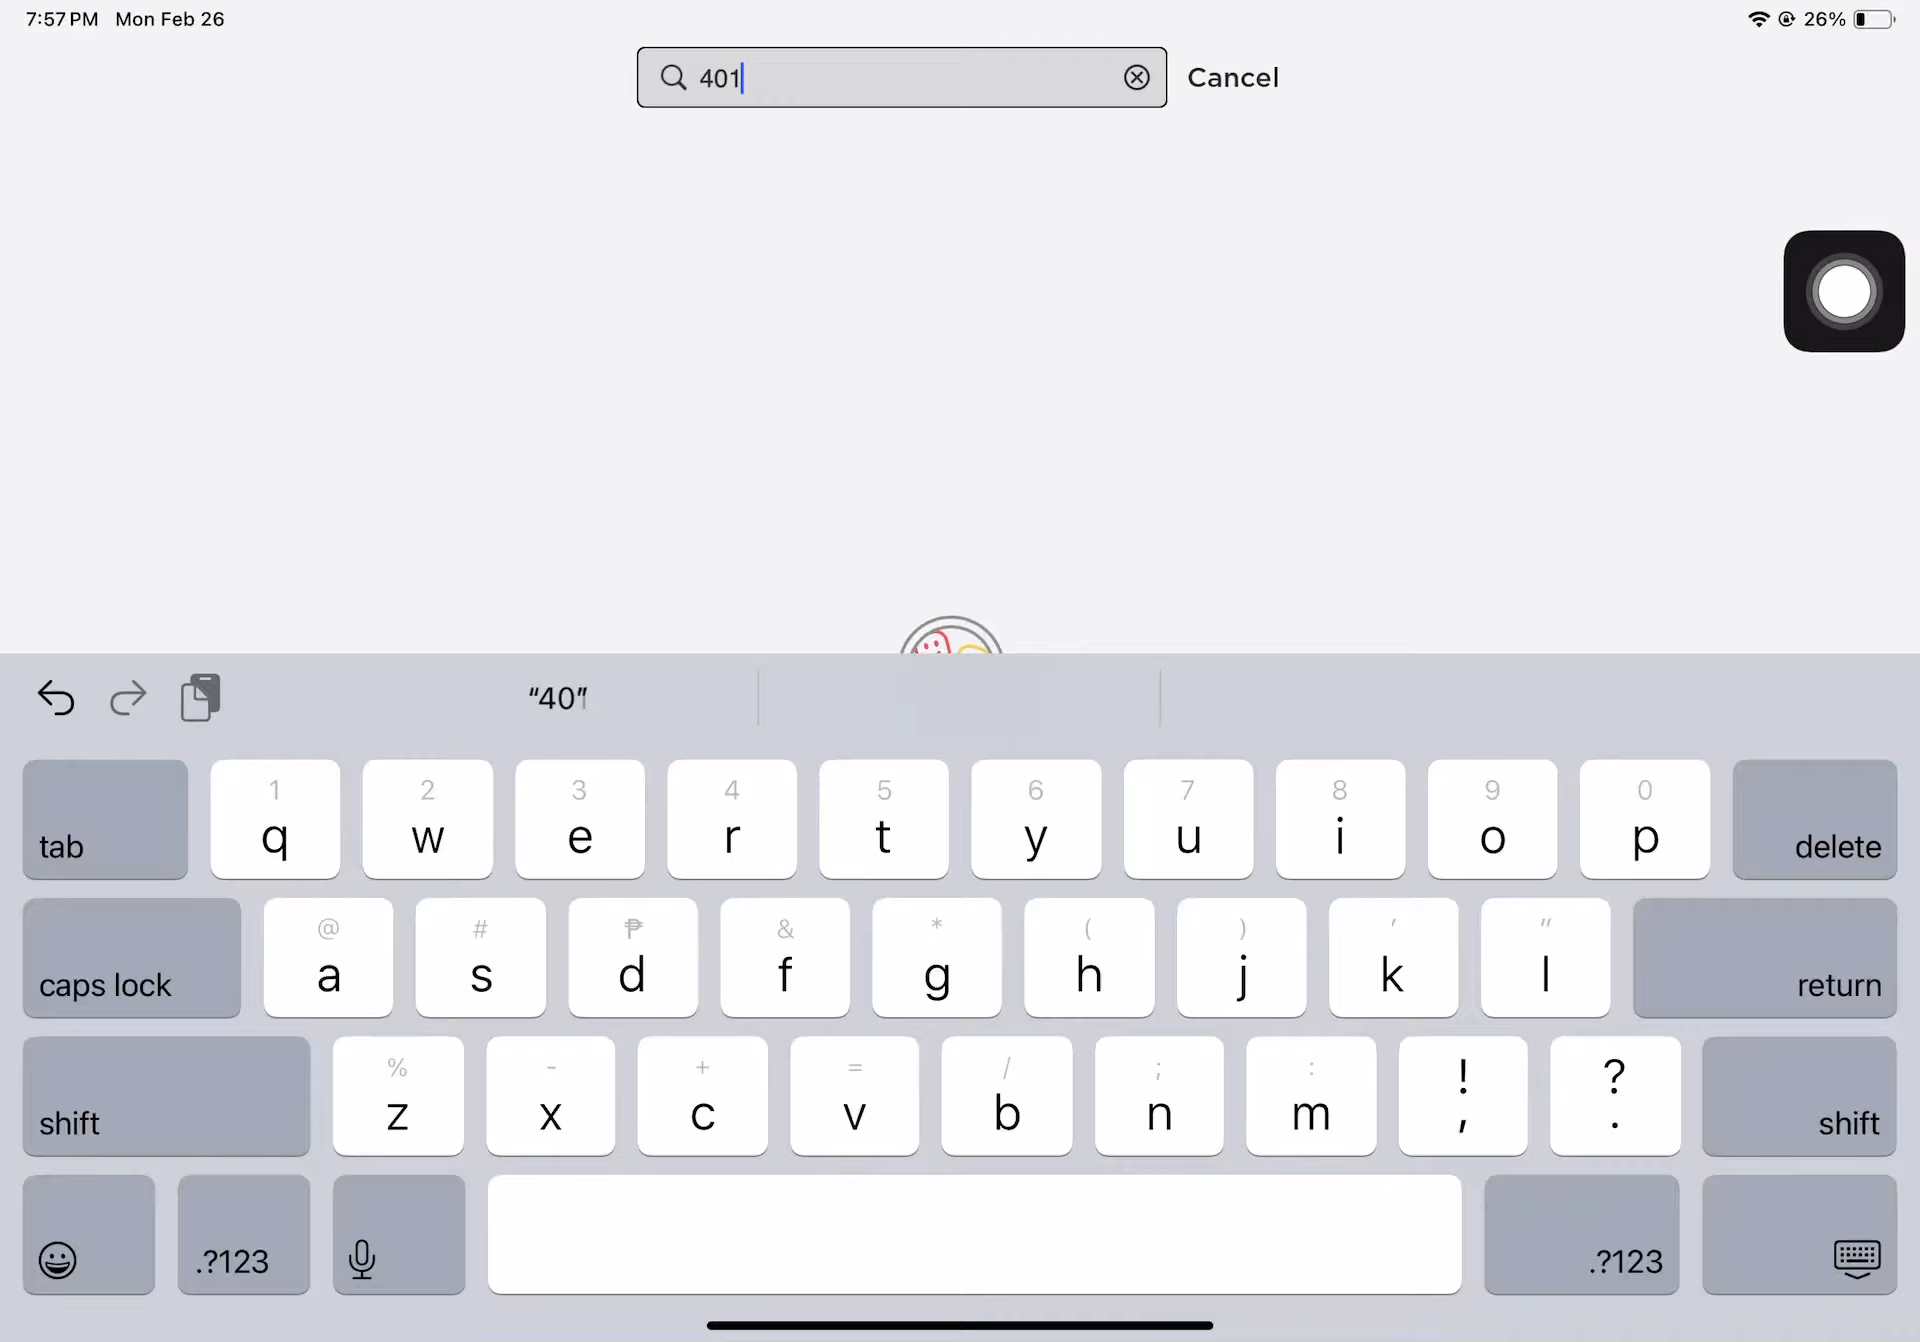 7:57 PM Mon Feb 26
26%
401
Cancel
“40"
1 2 3 4 5 6 7 8 9 0
tab q w e r t y u i o p delete
@ # ₱ & * ( ) ' "
caps lock a s d f g h j k l return
% - + = / ; : ! ?
shift z x c v b n m , . shift
.?123 .?123